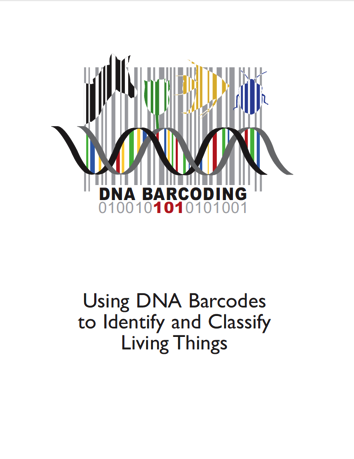 DNA BARCODING
0100101010101001
Using DNA Barcodes
to Identify and Classify
Living Things